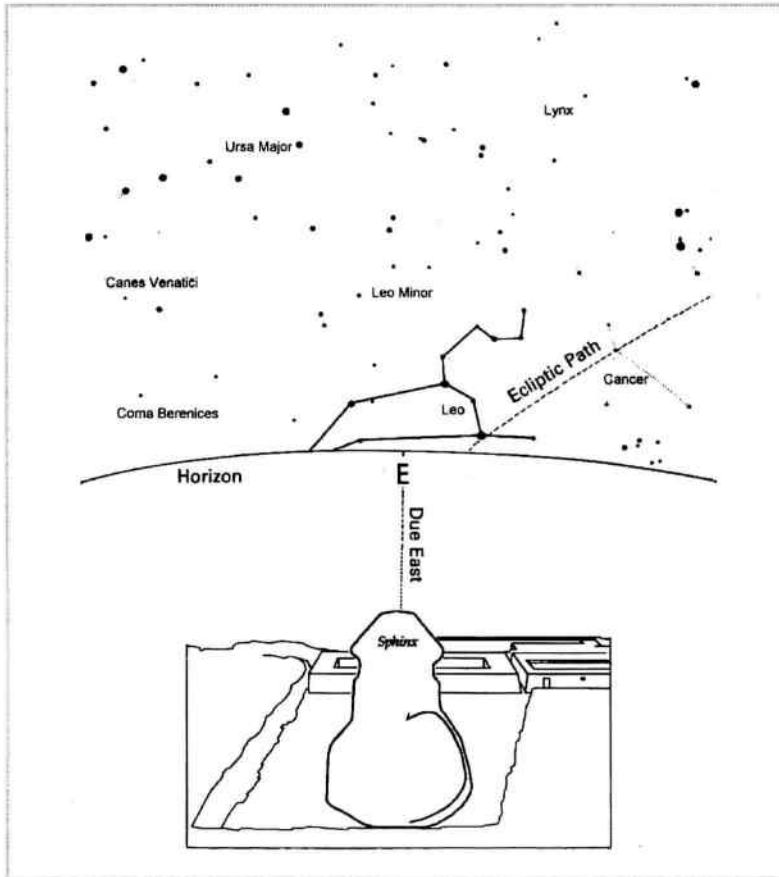 Lynx
Ursa Major
Canes Venatici
Leo Minor
Ecliptic Path
Cancer
Leo
Coma Berenices
Horizon
E
Due East
Sphinx